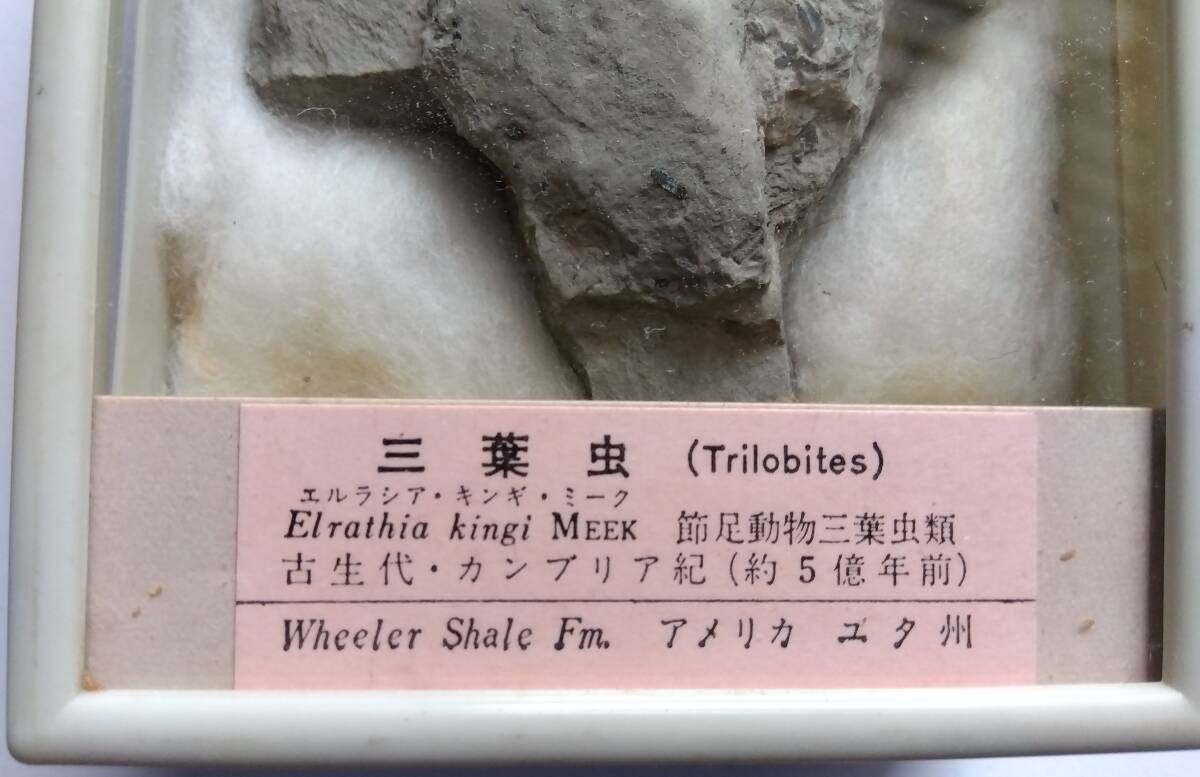 三葉虫 (Trilobites)
エルラシア・キンギ・ミーク
Elrathia kingi MEEK 節足動物三葉虫類
古生代・カンブリア紀(約5億年前)
Wheeler Shale Fm. アメリカ ユタ州